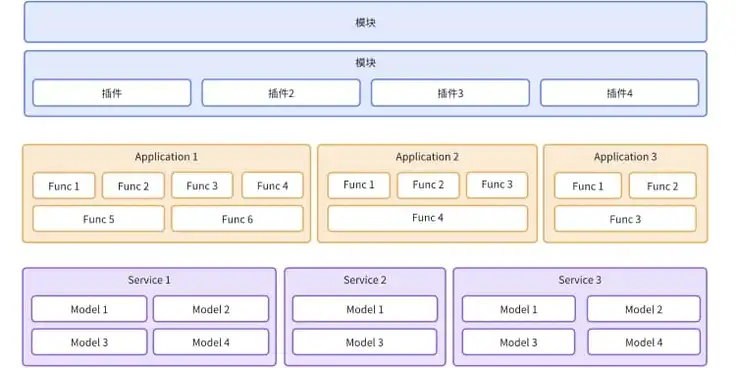 模块
模块
插件 插件2 插件3 插件4
Application 1 Application 2 Application 3
Func 1 Func 2 Func 3 Func 4 Func 1 Func 2 Func 3 Func 1 Func 2
Func 5 Func 6 Func 4 Func 3
Service 1 Service 2 Service 3
Model 1 Model 2 Model 1 Model 1 Model 2
Model 3 Model 4 Model 3 Model 3 Model 4